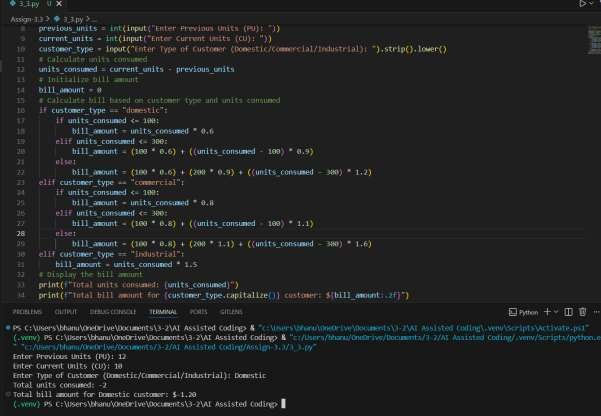 3_3.py U
Assign-3.3 > 3_3.py > ...
8 previous_units = int(input("Enter Previous Units (PU): "))
9 current_units = int(input("Enter Current Units (CU): "))
10 customer_type = input("Enter Type of Customer (Domestic/Commercial/Industrial): ").strip().lower()
11 # Calculate units consumed
12 units_consumed = current_units - previous_units
13 # Initialize bill amount
14 bill_amount = 0
15 # Calculate bill based on customer type and units consumed
16 if customer_type == "domestic":
17 if units_consumed <= 100:
18 bill_amount = units_consumed * 0.6
19 elif units_consumed <= 300:
20 bill_amount = (100 * 0.6) + ((units_consumed - 100) * 0.9)
21 else:
22 bill_amount = (100 * 0.6) + (200 * 0.9) + ((units_consumed - 300) * 1.2)
23 elif customer_type == "commercial":
24 if units_consumed <= 100:
25 bill_amount = units_consumed * 0.8
26 elif units_consumed <= 300:
27 bill_amount = (100 * 0.8) + ((units_consumed - 100) * 1.1)
28 else:
29 bill_amount = (100 * 0.8) + (200 * 1.1) + ((units_consumed - 300) * 1.6)
30 elif customer_type == "industrial":
31 bill_amount = units_consumed * 1.5
32 # Display the bill amount
33 print(f"Total units consumed: {units_consumed}")
34 print(f"Total bill amount for {customer_type.capitalize()} customer: ${bill_amount:.2f}")
PROBLEMS OUTPUT DEBUG CONSOLE TERMINAL PORTS GITLENS Python
PS C:\Users\bhanu\OneDrive\Documents\3-2\AI Assisted Coding> & "c:\Users\bhanu\OneDrive\Documents\3-2\AI Assisted Coding\.venv\Scripts\Activate.ps1"
(.venv) PS C:\Users\bhanu\OneDrive\Documents\3-2\AI Assisted Coding> & "c:/Users/bhanu/OneDrive/Documents/3-2/AI Assisted Coding/.venv/Scripts/python.e
" "c:/Users/bhanu/OneDrive/Documents/3-2/AI Assisted Coding/Assign-3.3/3_3.py"
Enter Previous Units (PU): 12
Enter Current Units (CU): 10
Enter Type of Customer (Domestic/Commercial/Industrial): Domestic
Total units consumed: -2
Total bill amount for Domestic customer: $-1.20
(.venv) PS C:\Users\bhanu\OneDrive\Documents\3-2\AI Assisted Coding>